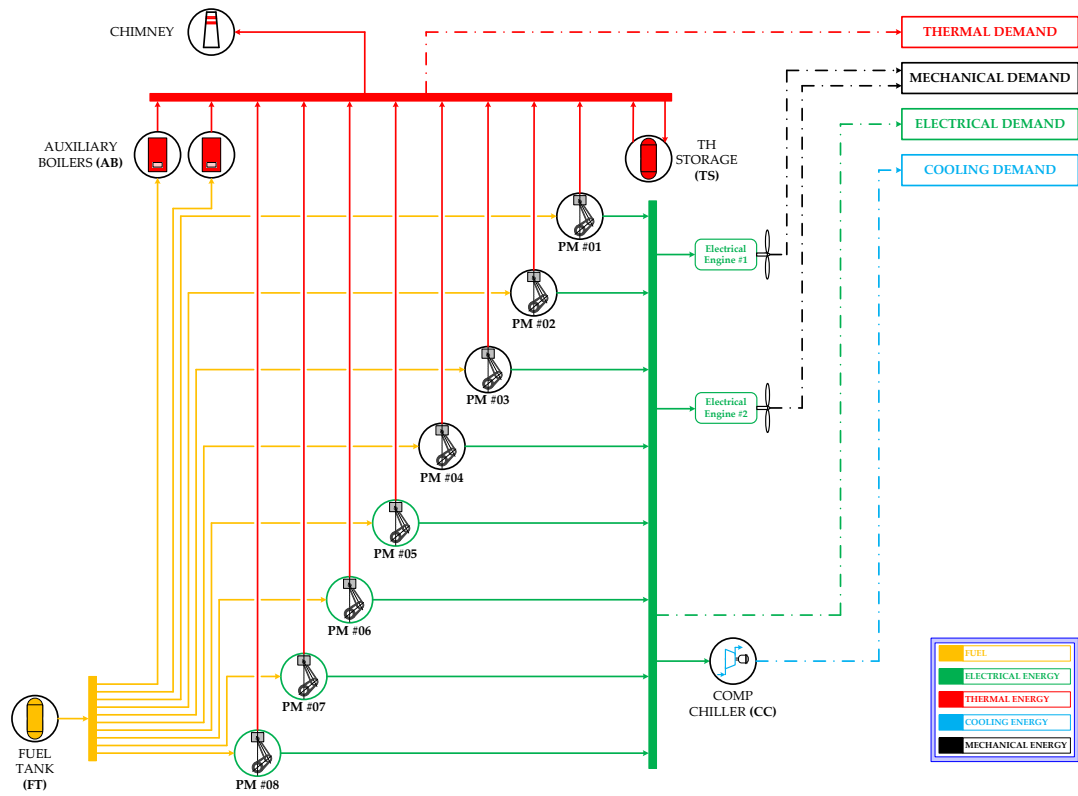 CHIMNEY
THERMAL DEMAND
MECHANICAL DEMAND
ELECTRICAL DEMAND
COOLING DEMAND
AUXILIARY
BOILERS (AB)
TH
STORAGE
(TS)
PM #01
Electrical
Engine #1
PM #02
PM #03
Electrical
Engine #2
PM #04
PM #05
PM #06
PM #07
COMP
CHILLER (CC)
FUEL
TANK
(FT)
PM #08
FUEL
ELECTRICAL ENERGY
THERMAL ENERGY
COOLING ENERGY
MECHANICAL ENERGY